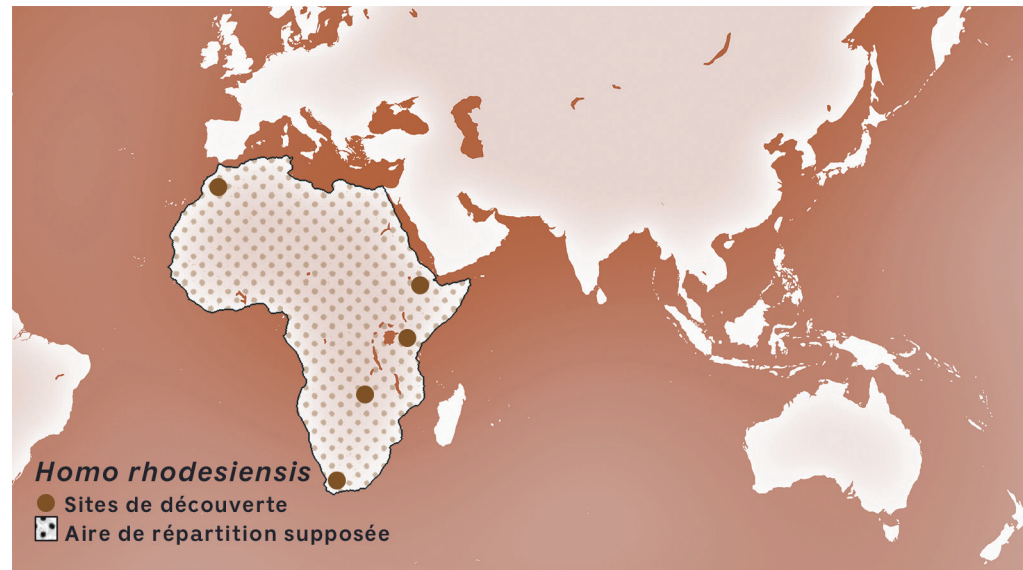 Homo rhodesiensis
Sites de découverte
Aire de répartition supposée